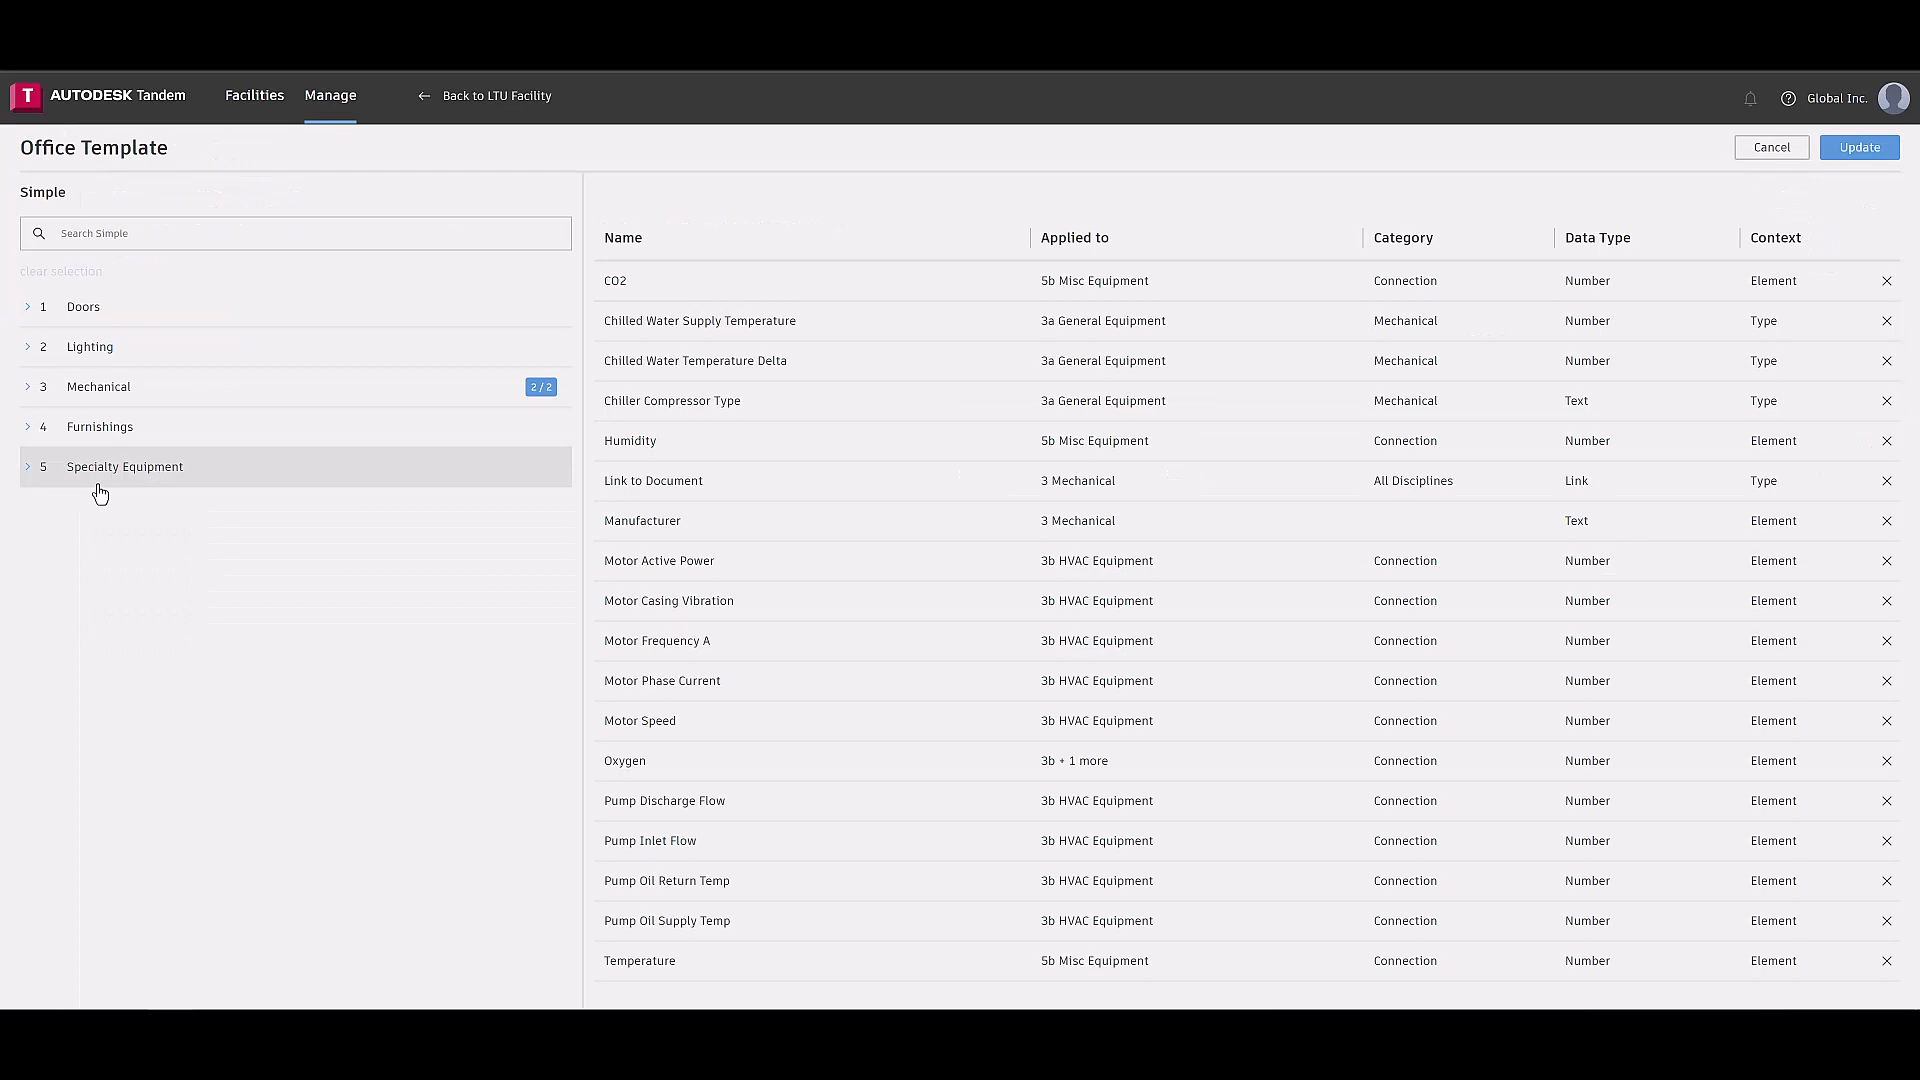 T AUTODESK Tandem Facilities Manage ← Back to LTU Facility Global Inc.
Office Template Cancel Update
Simple
Search Simple
clear selection
1 Doors
2 Lighting
3 Mechanical 2 / 2
4 Furnishings
5 Specialty Equipment
Name Applied to Category Data Type Context
CO2 5b Misc Equipment Connection Number Element
Chilled Water Supply Temperature 3a General Equipment Mechanical Number Type
Chilled Water Temperature Delta 3a General Equipment Mechanical Number Type
Chiller Compressor Type 3a General Equipment Mechanical Text Type
Humidity 5b Misc Equipment Connection Number Element
Link to Document 3 Mechanical All Disciplines Link Type
Manufacturer 3 Mechanical Text Element
Motor Active Power 3b HVAC Equipment Connection Number Element
Motor Casing Vibration 3b HVAC Equipment Connection Number Element
Motor Frequency A 3b HVAC Equipment Connection Number Element
Motor Phase Current 3b HVAC Equipment Connection Number Element
Motor Speed 3b HVAC Equipment Connection Number Element
Oxygen 3b + 1 more Connection Number Element
Pump Discharge Flow 3b HVAC Equipment Connection Number Element
Pump Inlet Flow 3b HVAC Equipment Connection Number Element
Pump Oil Return Temp 3b HVAC Equipment Connection Number Element
Pump Oil Supply Temp 3b HVAC Equipment Connection Number Element
Temperature 5b Misc Equipment Connection Number Element